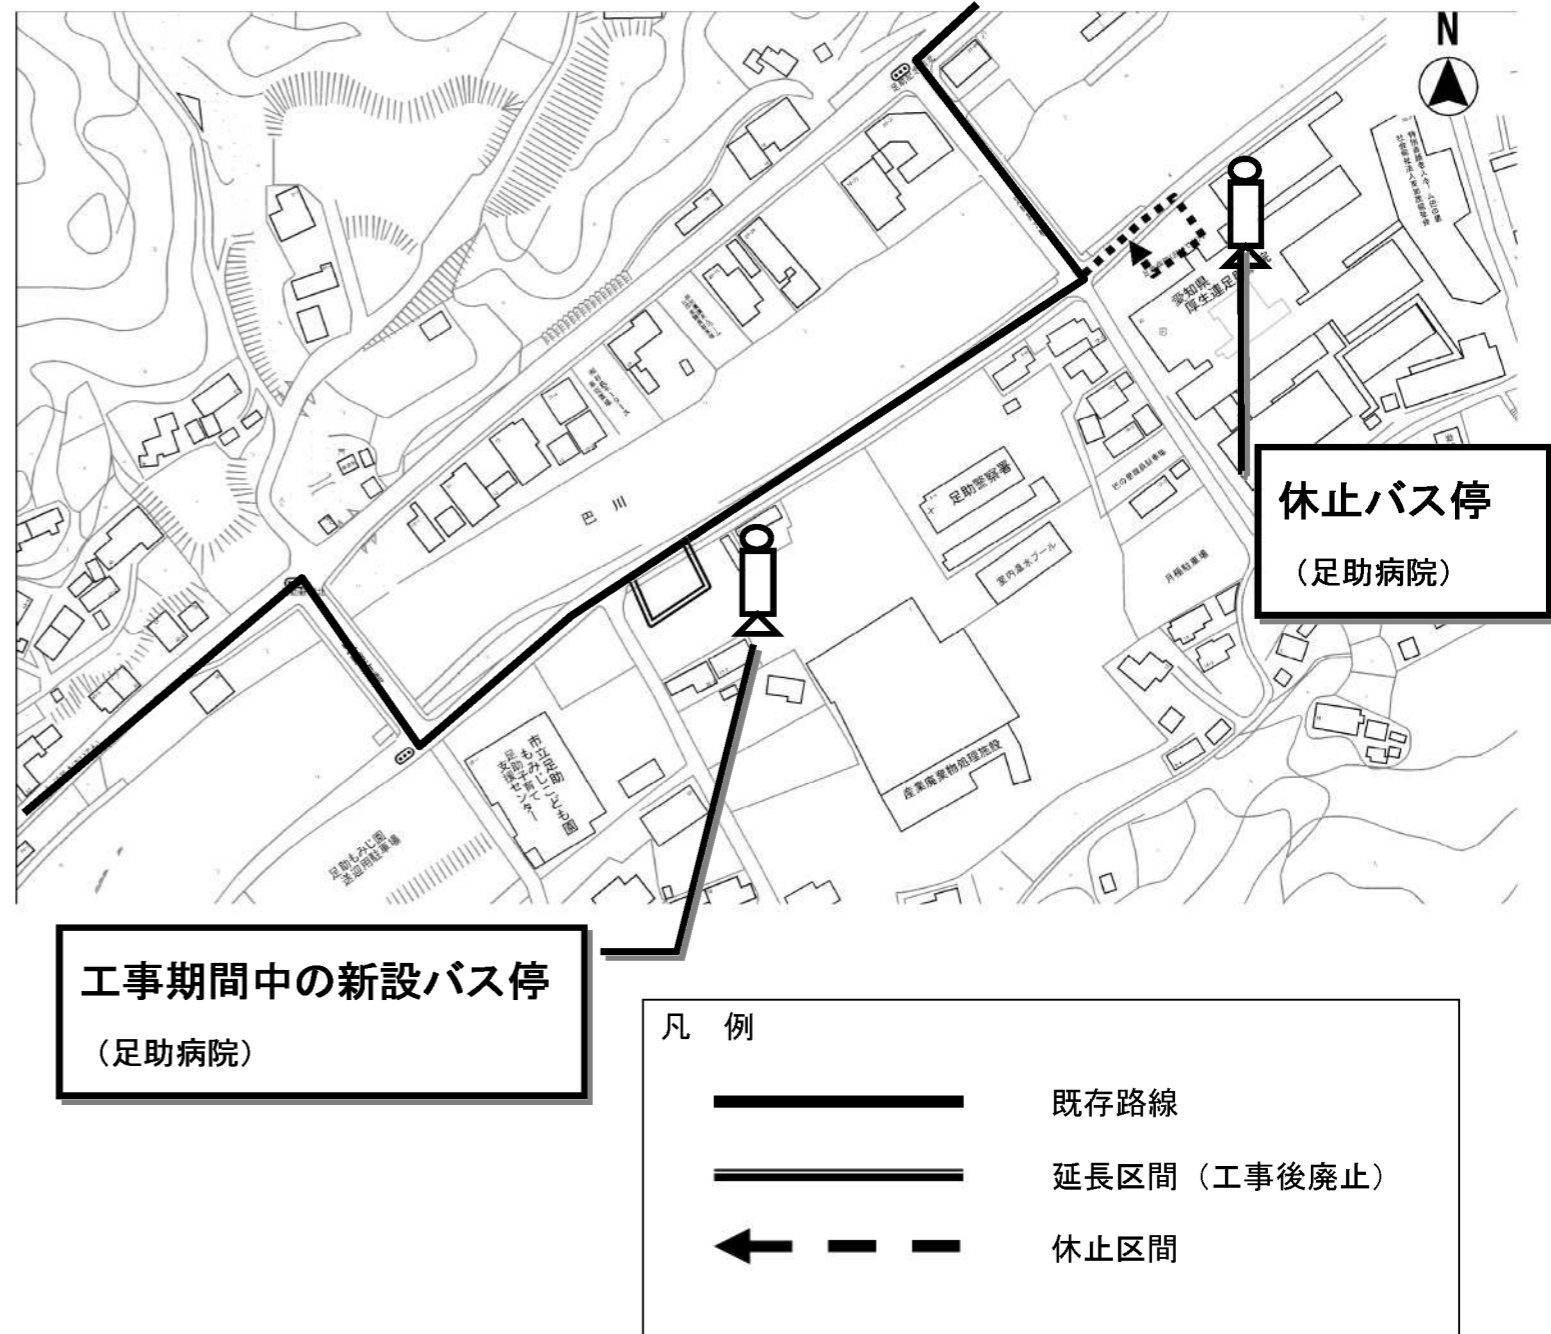 N
愛知県
厚生連足助
足助警察署
室内温水プール
月極駐車場
巴川
休止バス停
（足助病院）
産業廃棄物処理施設
市立足助
もみじこども園
足助子育て
支援センター
足助もみじ園
送迎用駐車場
工事期間中の新設バス停
（足助病院）
凡 例
既存路線
延長区間（工事後廃止）
休止区間